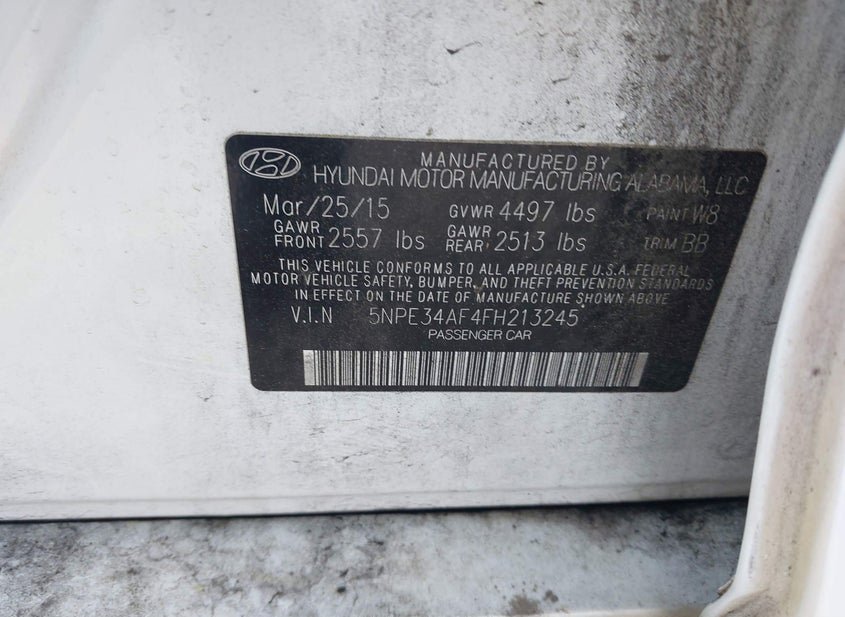 MANUFACTURED BY
HYUNDAI MOTOR MANUFACTURING ALABAMA, LLC
Mar/25/15 GVWR 4497 lbs PAINT W8
GAWR FRONT 2557 lbs GAWR REAR 2513 lbs TRIM BB
THIS VEHICLE CONFORMS TO ALL APPLICABLE U.S.A. FEDERAL
MOTOR VEHICLE SAFETY, BUMPER, AND THEFT PREVENTION STANDARDS
IN EFFECT ON THE DATE OF MANUFACTURE SHOWN ABOVE
V.I.N 5NPE34AF4FH213245
PASSENGER CAR